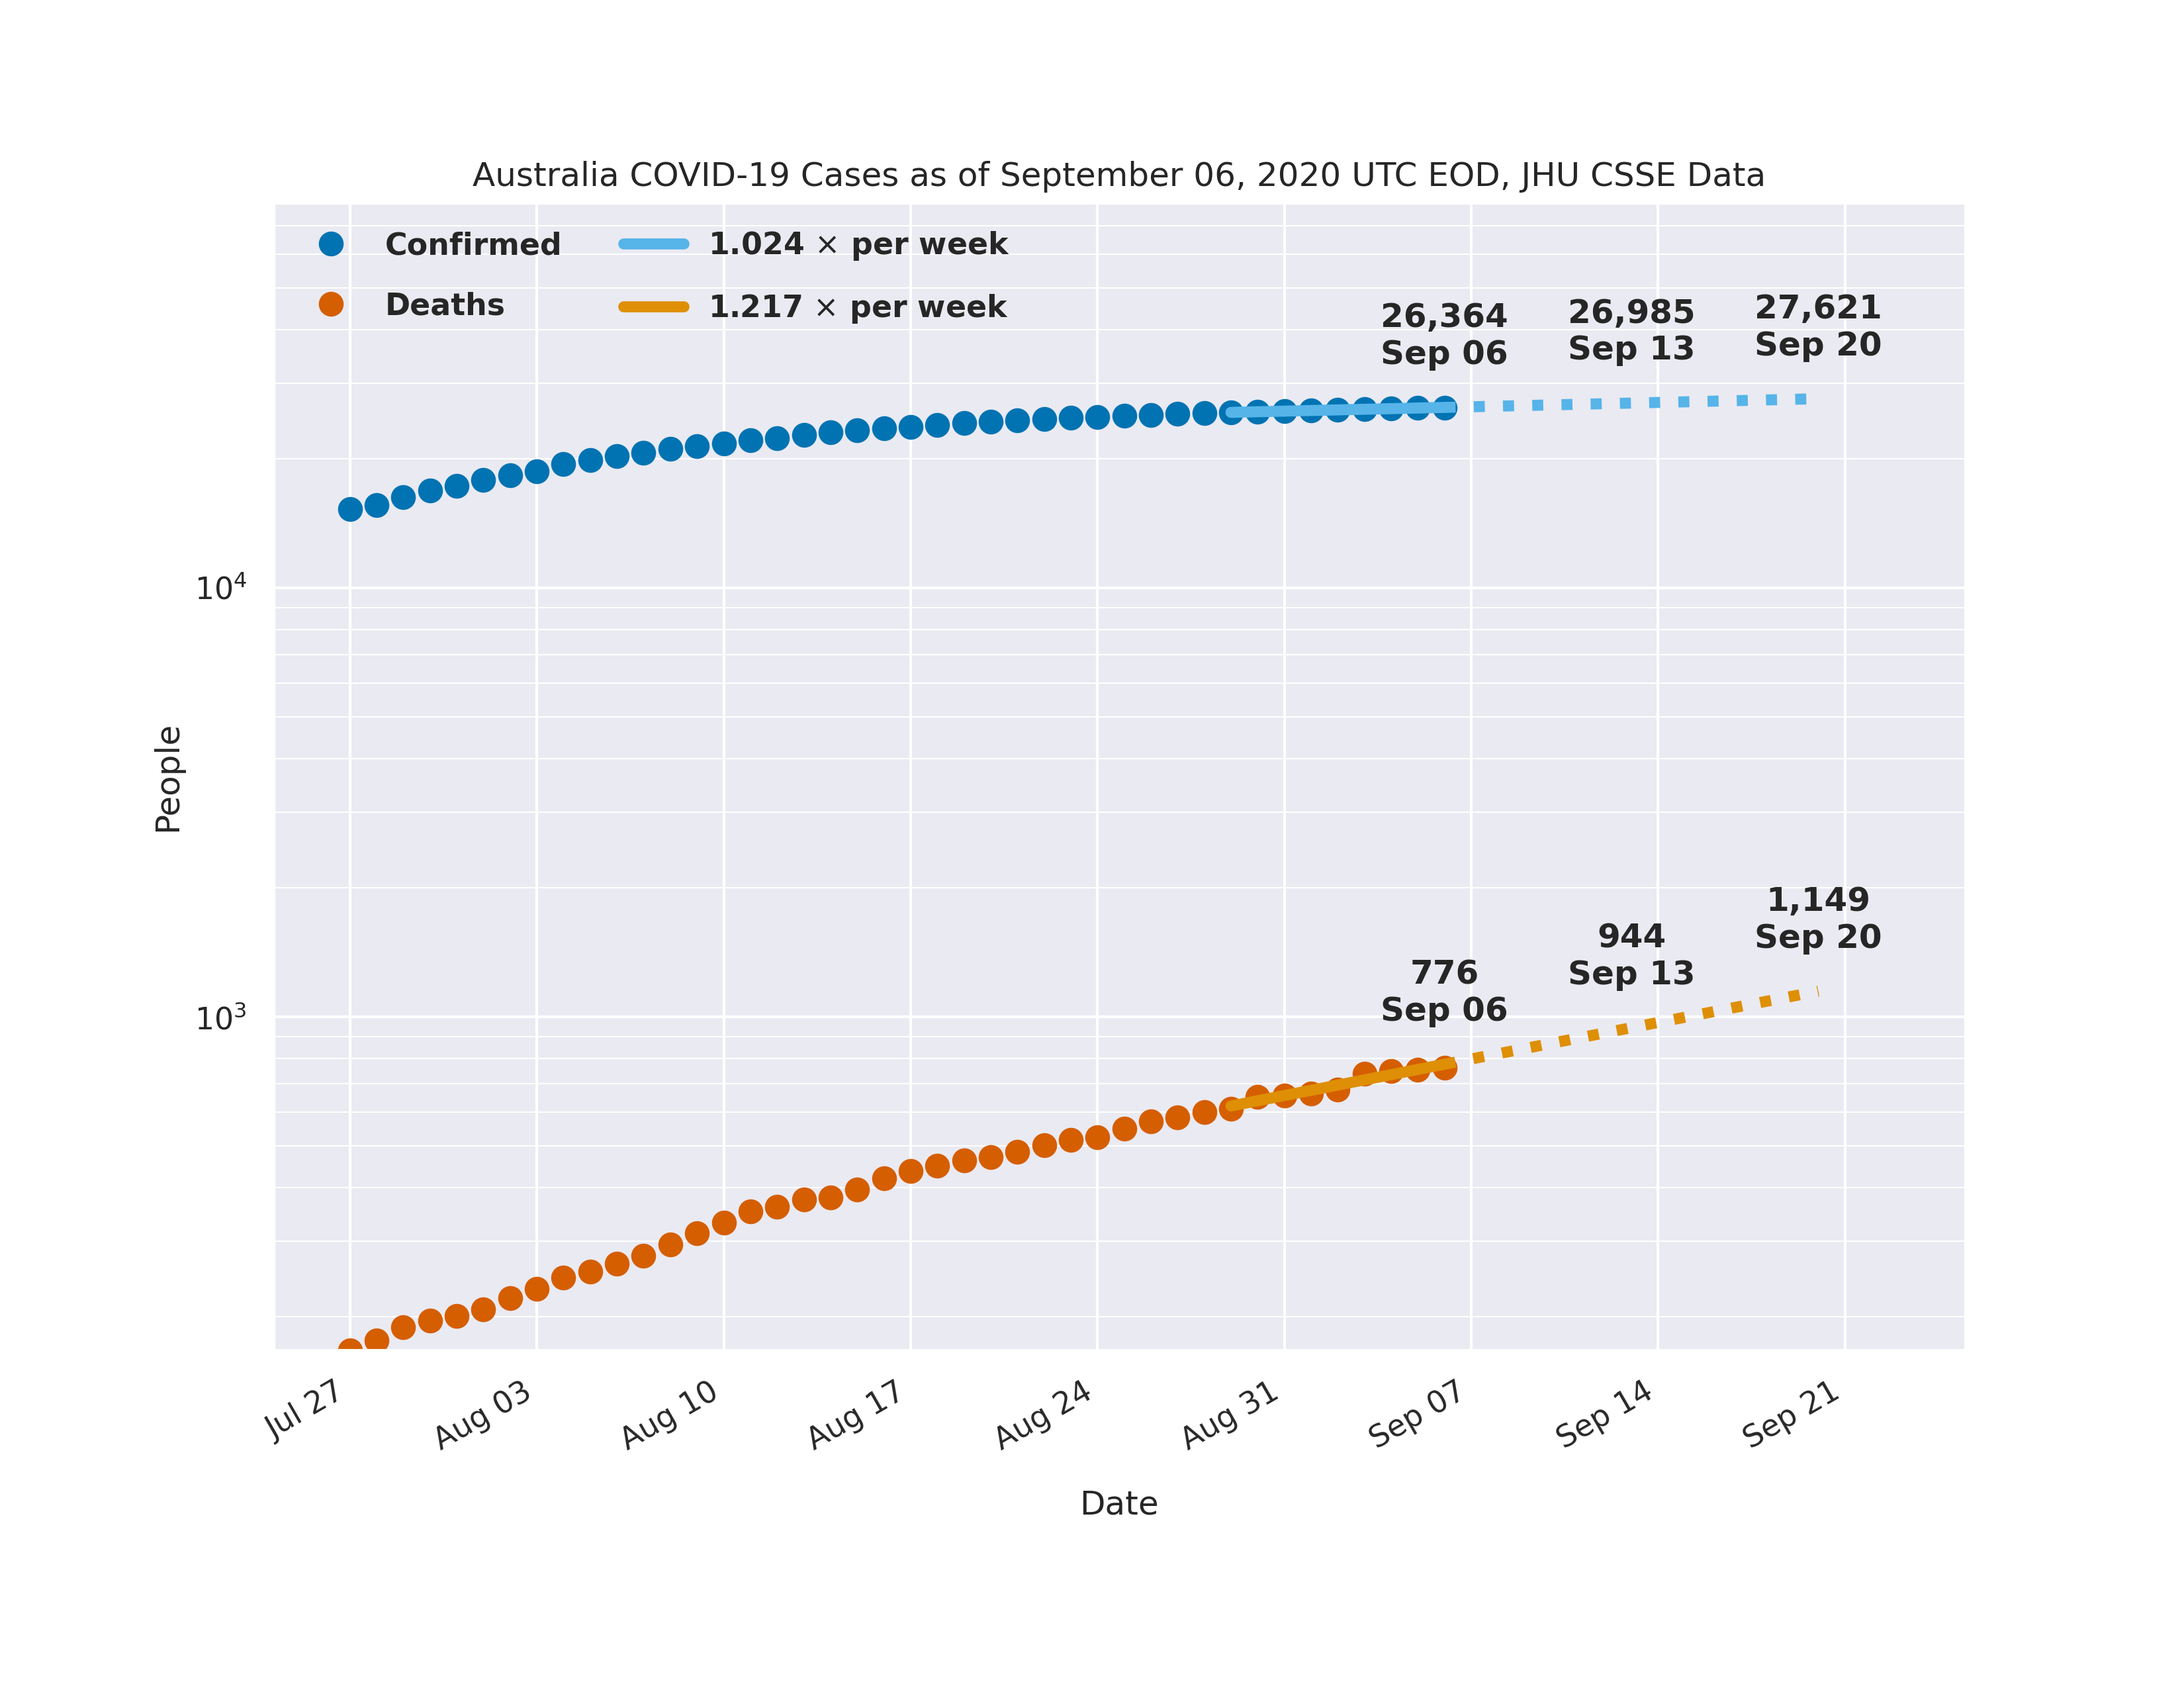 Australia COVID-19 Cases as of September 06, 2020 UTC EOD, JHU CSSE Data
Confirmed
Deaths
1.024 × per week
1.217 × per week
26,364
Sep 06
26,985
Sep 13
27,621
Sep 20
776
Sep 06
944
Sep 13
1,149
Sep 20
People
10⁴
10³
Jul 27
Aug 03
Aug 10
Aug 17
Aug 24
Aug 31
Sep 07
Sep 14
Sep 21
Date